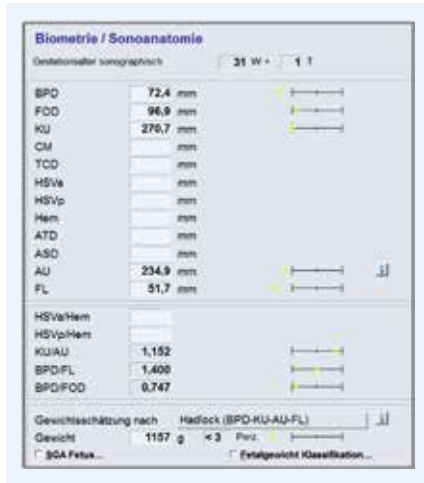 Biometrie / Sonoanatomie
Gestationsalter sonographisch 31 W + 1 T
BPD 72,4 mm
FOD 96,9 mm
KU 270,7 mm
CM mm
TCD mm
HSVa mm
HSVp mm
Hem mm
ATD mm
ASD mm
AU 234,9 mm
FL 51,7 mm
HSVa/Hem
HSVp/Hem
KU/AU 1,152
BPD/FL 1,400
BPD/FOD 0,747
Gewichtsschätzung nach Hadlock (BPD-KU-AU-FL)
Gewicht 1157 g < 3 Perz.
SGA Fetus... Fetalgewicht Klassifikation...